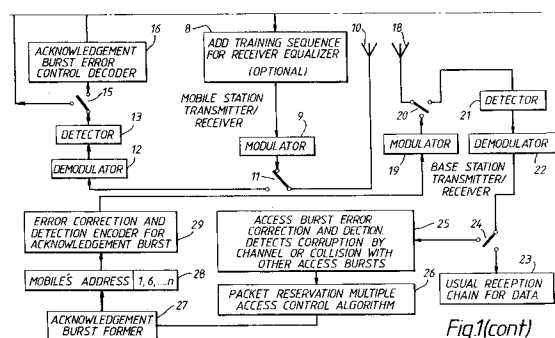 16
ACKNOWLEDGEMENT
BURST ERROR
CONTROL DECODER
15
DETECTOR
13
DEMODULATOR
12
8
ADD TRAINING SEQUENCE
FOR RECEIVER EQUALIZER
(OPTIONAL)
MOBILE STATION
TRANSMITTER/
RECEIVER
MODULATOR
9
11
10
18
20
DETECTOR
21
MODULATOR
19
DEMODULATOR
22
BASE STATION
TRANSMITTER/
RECEIVER
ERROR CORRECTION AND
DETECTION ENCODER FOR
ACKNOWLEDGEMENT BURST
29
MOBILE'S ADDRESS 1, 6, ....n
28
27
ACKNOWLEDGEMENT
BURST FORMER
ACCESS BURST ERROR
CORRECTION AND DECTION.
DETECTS CORRUPTION BY
CHANNEL OR COLLISION WITH
OTHER ACCESS BURSTS
25
24
26
PACKET RESERVATION MULTIPLE
ACCESS CONTROL ALGORITHM
23
USUAL RECEPTION
CHAIN FOR DATA
Fig.1(cont)